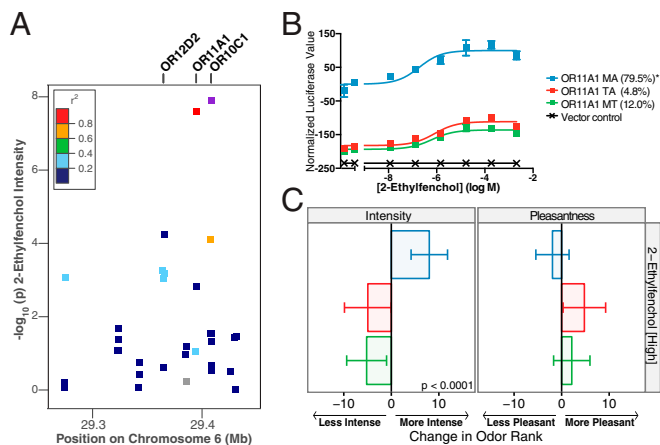 A
OR12D2
OR11A1
OR10C1
r²
0.8
0.6
0.4
0.2
8
6
4
2
0
-log10 (p) 2-Ethylfenchol Intensity
29.3
29.4
Position on Chromosome 6 (Mb)
B
Normalized Luciferase Value
150
50
-50
-150
-250
-10
-8
-6
-4
-2
[2-Ethylfenchol] (log M)
OR11A1 MA (79.5%)*
OR11A1 TA (4.8%)
OR11A1 MT (12.0%)
Vector control
C
Intensity
Pleasantness
2-Ethylfenchol [High]
p < 0.0001
-10
0
10
-10
0
10
Less Intense
More Intense
Less Pleasant
More Pleasant
Change in Odor Rank